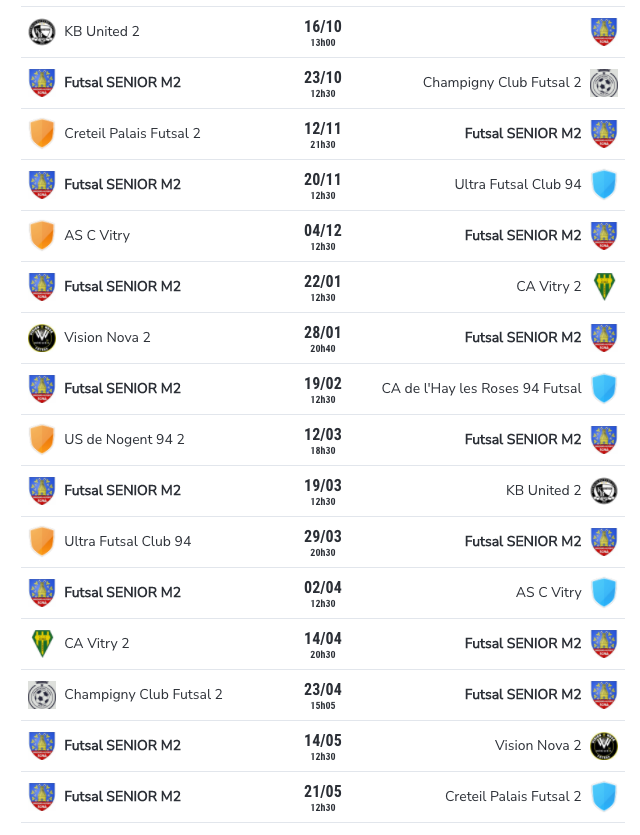 KB United 2 16/10
13h00
Futsal SENIOR M2 23/10 Champigny Club Futsal 2
12h30
Creteil Palais Futsal 2 12/11 Futsal SENIOR M2
21h30
Futsal SENIOR M2 20/11 Ultra Futsal Club 94
12h30
AS C Vitry 04/12 Futsal SENIOR M2
12h30
Futsal SENIOR M2 22/01 CA Vitry 2
12h30
Vision Nova 2 28/01 Futsal SENIOR M2
20h40
Futsal SENIOR M2 19/02 CA de l'Hay les Roses 94 Futsal
12h30
US de Nogent 94 2 12/03 Futsal SENIOR M2
18h30
Futsal SENIOR M2 19/03 KB United 2
12h30
Ultra Futsal Club 94 29/03 Futsal SENIOR M2
20h30
Futsal SENIOR M2 02/04 AS C Vitry
12h30
CA Vitry 2 14/04 Futsal SENIOR M2
20h30
Champigny Club Futsal 2 23/04 Futsal SENIOR M2
15h05
Futsal SENIOR M2 14/05 Vision Nova 2
12h30
Futsal SENIOR M2 21/05 Creteil Palais Futsal 2
12h30